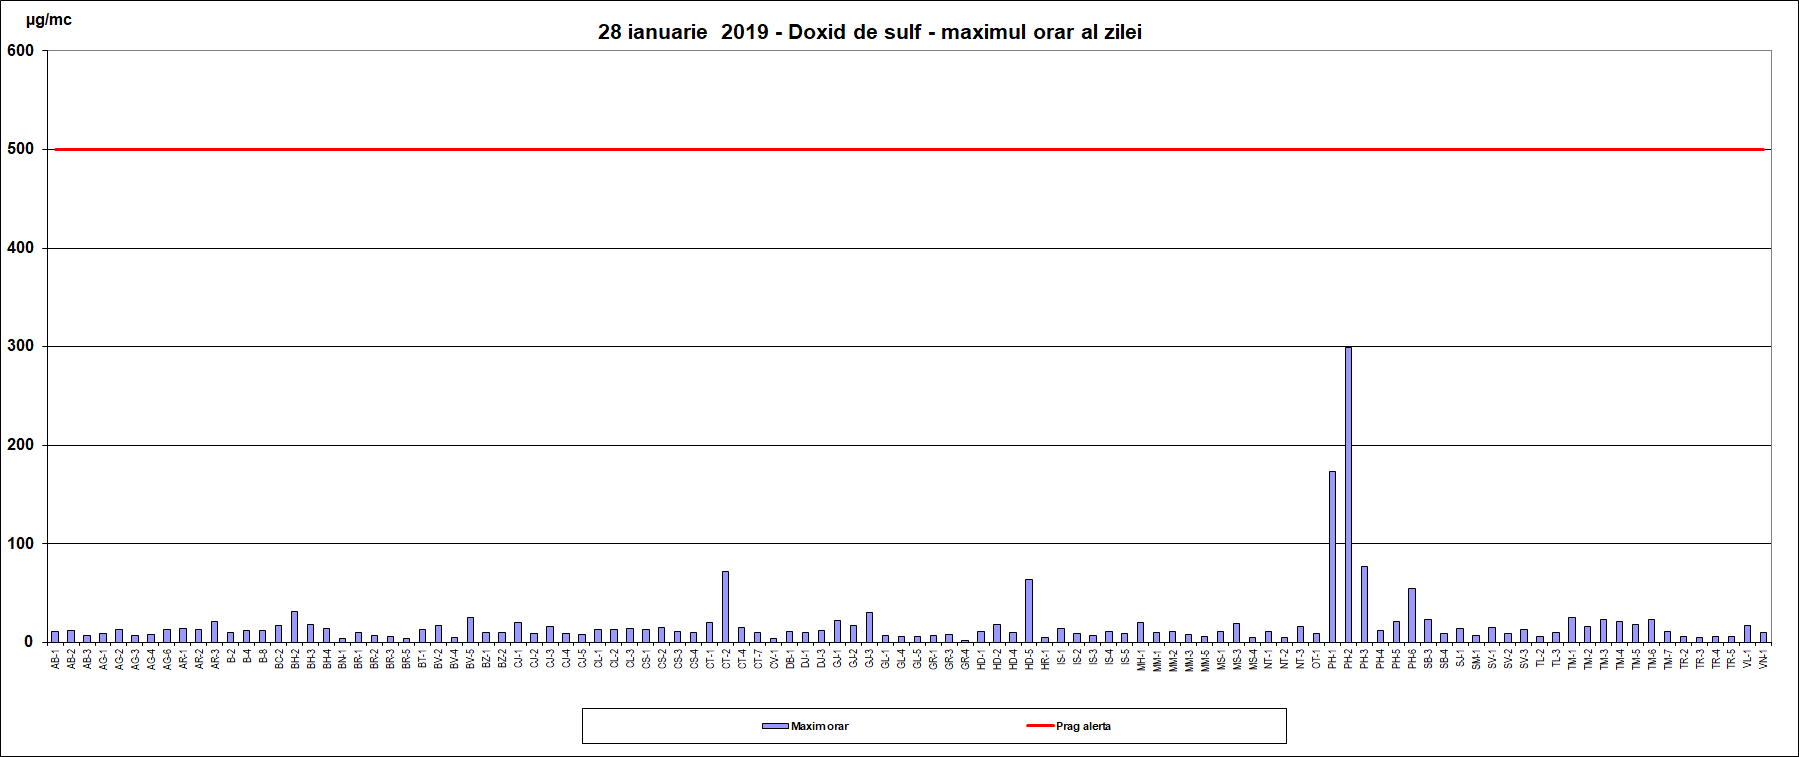 µg/mc
28 ianuarie  2019 - Doxid de sulf - maximul orar al zilei
600
500
400
300
200
100
0
AB-1 AB-2 AB-3 AG-1 AG-2 AG-3 AG-4 AG-6 AR-1 AR-2 AR-3 B-2 B-4 B-8 BC-2 BH-2 BH-3 BH-4 BN-1 BR-1 BR-2 BR-3 BR-5 BT-1 BV-2 BV-4 BV-5 BZ-1 BZ-2 CJ-1 CJ-2 CJ-3 CJ-4 CJ-5 CL-1 CL-2 CL-3 CS-1 CS-2 CS-3 CS-4 CT-1 CT-2 CT-4 CT-7 CV-1 DB-1 DJ-1 DJ-3 GJ-1 GJ-2 GJ-3 GL-1 GL-4 GL-5 GR-1 GR-3 GR-4 HD-1 HD-2 HD-4 HD-5 HR-1 IS-1 IS-2 IS-3 IS-4 IS-5 MH-1 MM-1 MM-2 MM-3 MM-5 MS-1 MS-3 MS-4 NT-1 NT-2 NT-3 OT-1 PH-1 PH-2 PH-3 PH-4 PH-5 PH-6 SB-3 SB-4 SJ-1 SM-1 SV-1 SV-2 SV-3 TL-2 TL-3 TM-1 TM-2 TM-3 TM-4 TM-5 TM-6 TM-7 TR-2 TR-3 TR-4 TR-5 VL-1 VN-1
Maxim orar Prag alerta